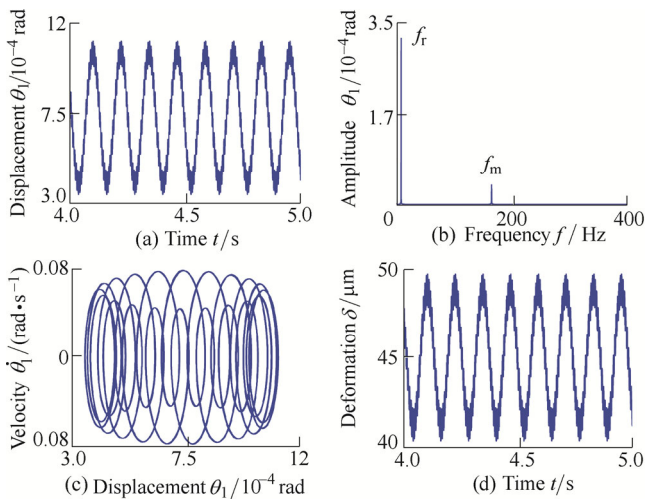 Displacement θ₁/10⁻⁴ rad
12
7.5
3.0
4.0 4.5 5.0
(a) Time t/s
Amplitude θ₁/10⁻⁴ rad
3.5
1.7
fr
fm
0 200 400
(b) Frequency f / Hz
Velocity θ̇₁/(rad•s⁻¹)
0.08
0
0.08
3.0 7.5 12
(c) Displacement θ₁/10⁻⁴ rad
Deformation δ/μm
50
45
40
4.0 4.5 5.0
(d) Time t/s